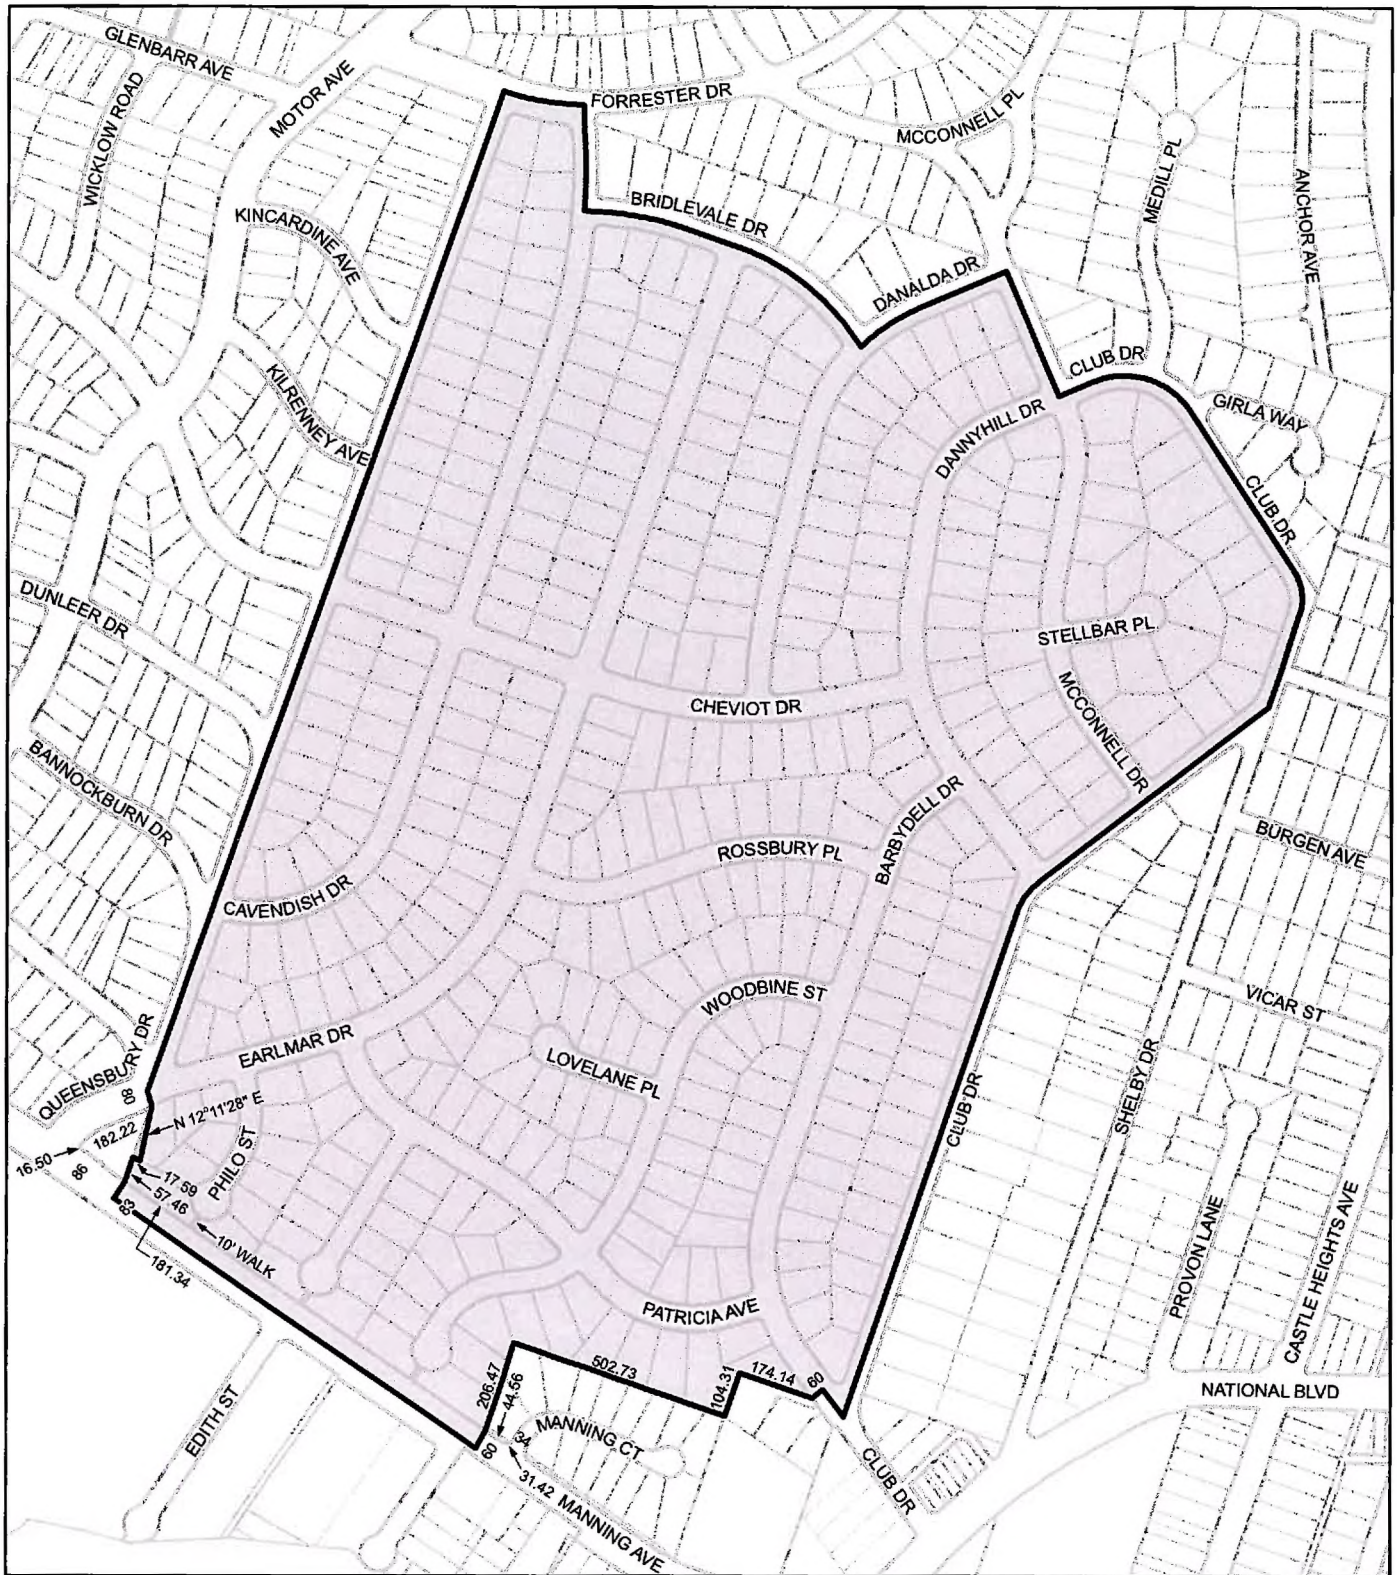 GLENBARR AVE
MOTOR AVE
FORRESTER DR
WICKLOW ROAD
MCCONNELL PL
MEDILL PL
ANCHOR AVE
KINCARDINE AVE
BRIDLEVALE DR
DANALDA DR
CLUB DR
KILRENNEY AVE
DANNYHILL DR
GIRLA WAY
CLUB DR
DUNLEER DR
STELLBAR PL
CHEVIOT DR
MCCONNELL DR
BANNOCKBURN DR
BARBYDELL DR
ROSSBURY PL
BURGEN AVE
CAVENDISH DR
WOODBINE ST
VICAR ST
EARLMAR DR
LOVELANE PL
QUEENSBURY DR
80
N 12°11'28" E
182.22
16.50
86
PHILO ST
17.59
57.46
83
10' WALK
181.34
CLUB DR
SHELBY DR
PROVON LANE
CASTLE HEIGHTS AVE
PATRICIA AVE
502.73
174.14
60
206.47
44.56
104.31
NATIONAL BLVD
EDITH ST
MANNING CT
34
60
31.42
MANNING AVE
CLUB DR